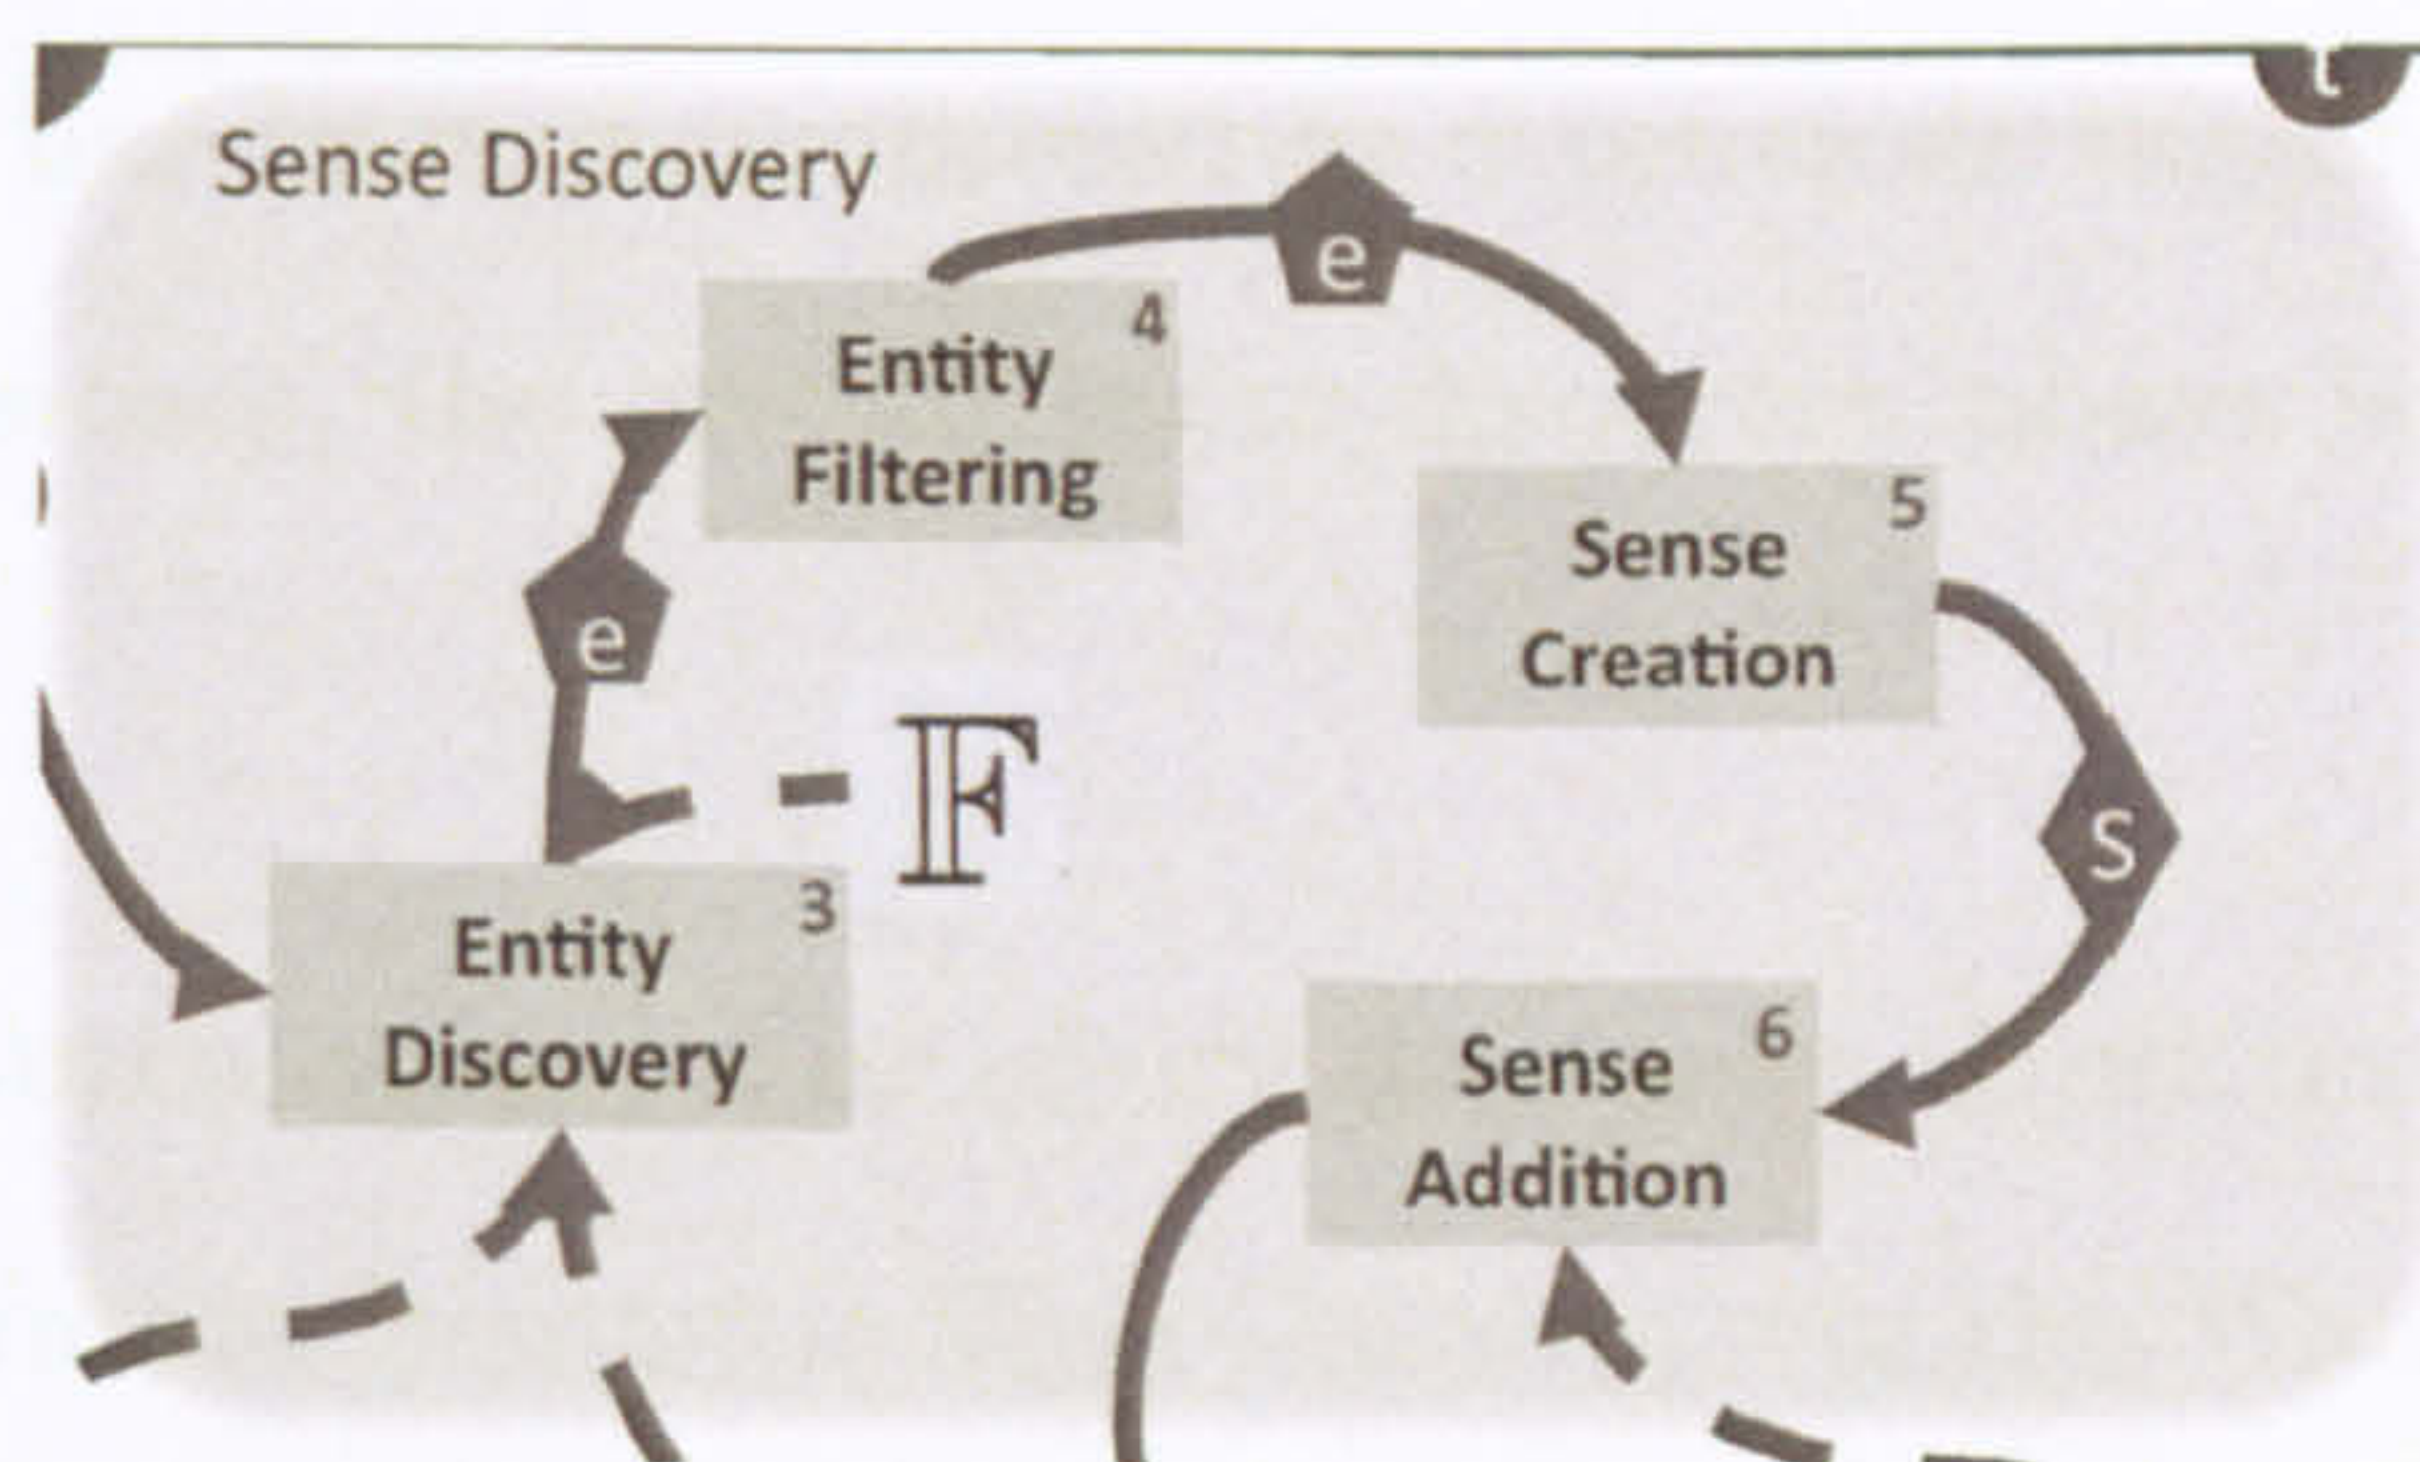 t
Sense Discovery
e
4
Entity
Filtering
5
Sense
Creation
e
𝔽
S
3
Entity
Discovery
6
Sense
Addition